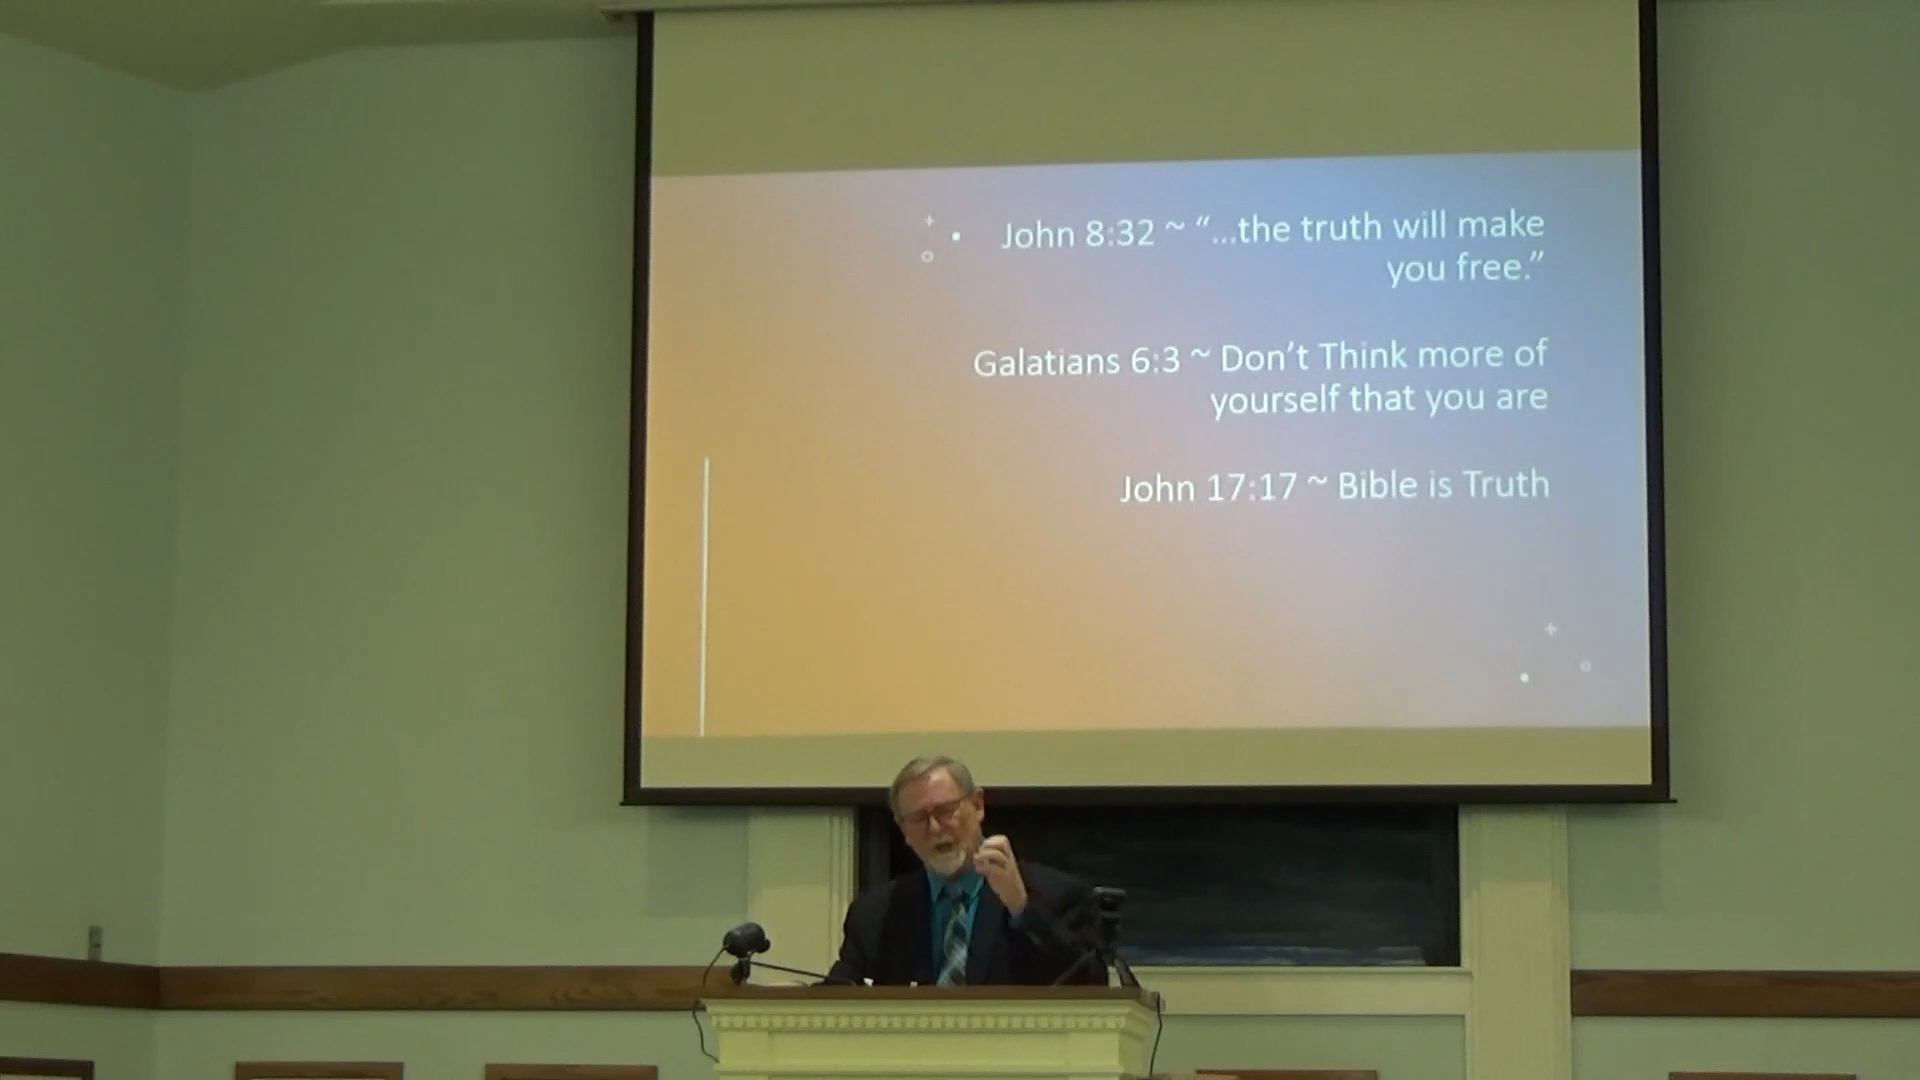 John 8:32 ~ “...the truth will make
you free.”
Galatians 6:3 ~ Don’t Think more of
yourself that you are
John 17:17 ~ Bible is Truth